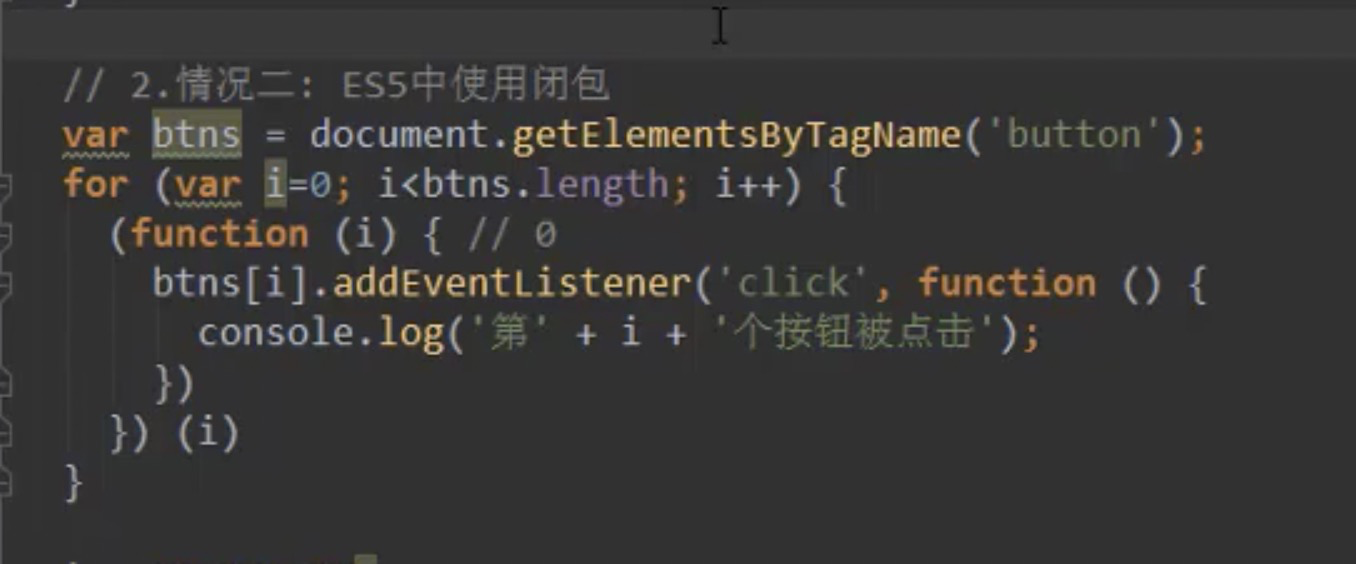 // 2.情况二: ES5中使用闭包
var btns = document.getElementsByTagName('button');
for (var i=0; i<btns.length; i++) {
(function (i) { // 0
btns[i].addEventListener('click', function () {
console.log('第' + i + '个按钮被点击');
})
}) (i)
}